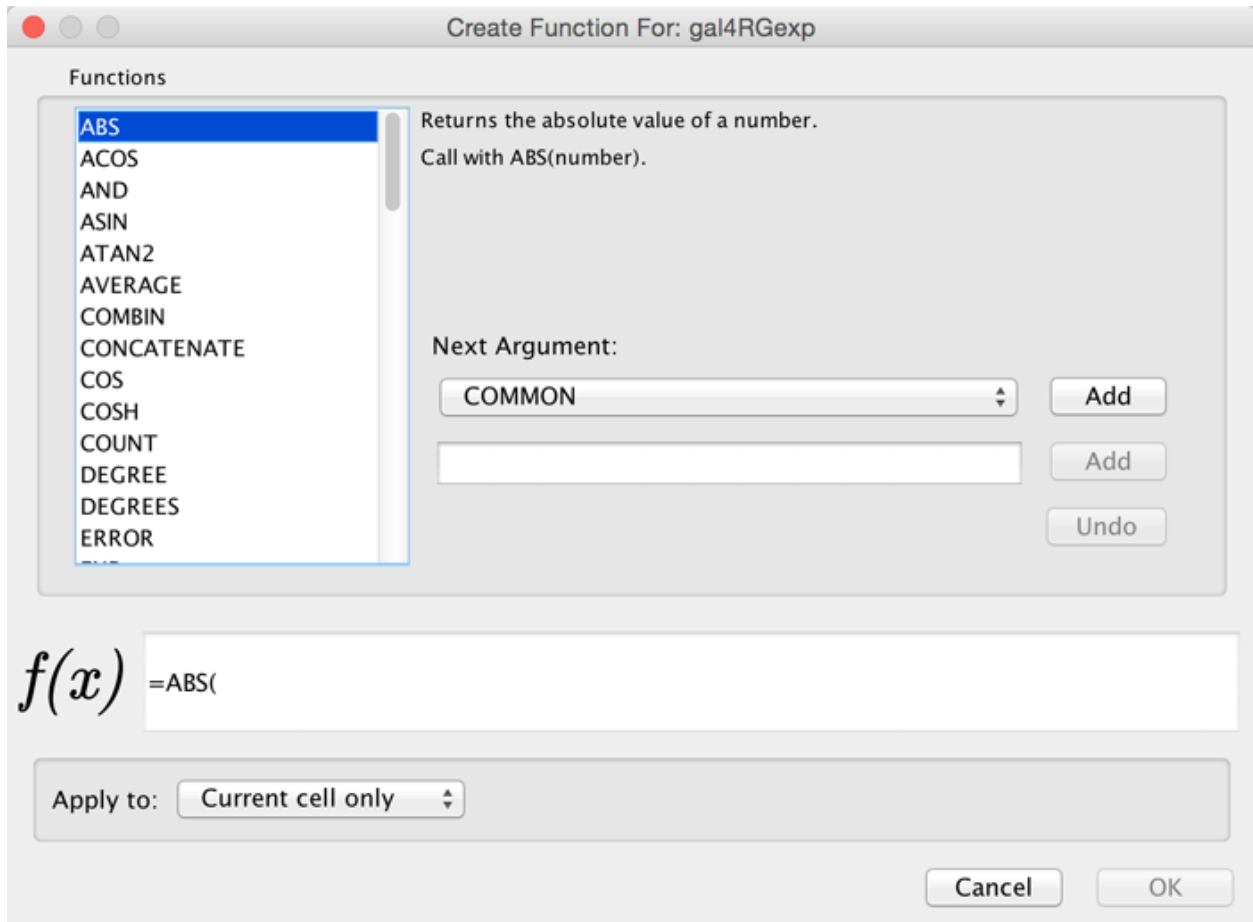 Create Function For: gal4RGexp
Functions
ABS
ACOS
AND
ASIN
ATAN2
AVERAGE
COMBIN
CONCATENATE
COS
COSH
COUNT
DEGREE
DEGREES
ERROR
Returns the absolute value of a number.
Call with ABS(number).
Next Argument:
COMMON
Add
Add
Undo
f(x) =ABS(
Apply to: Current cell only
Cancel OK